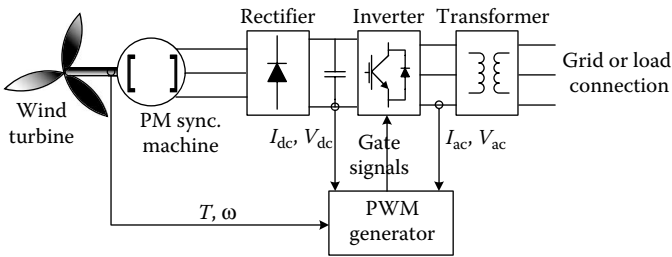 Rectifier
Inverter
Transformer
Grid or load
connection
Wind
turbine
PM sync.
machine
I_dc, V_dc
Gate
signals
I_ac, V_ac
T, ω
PWM
generator